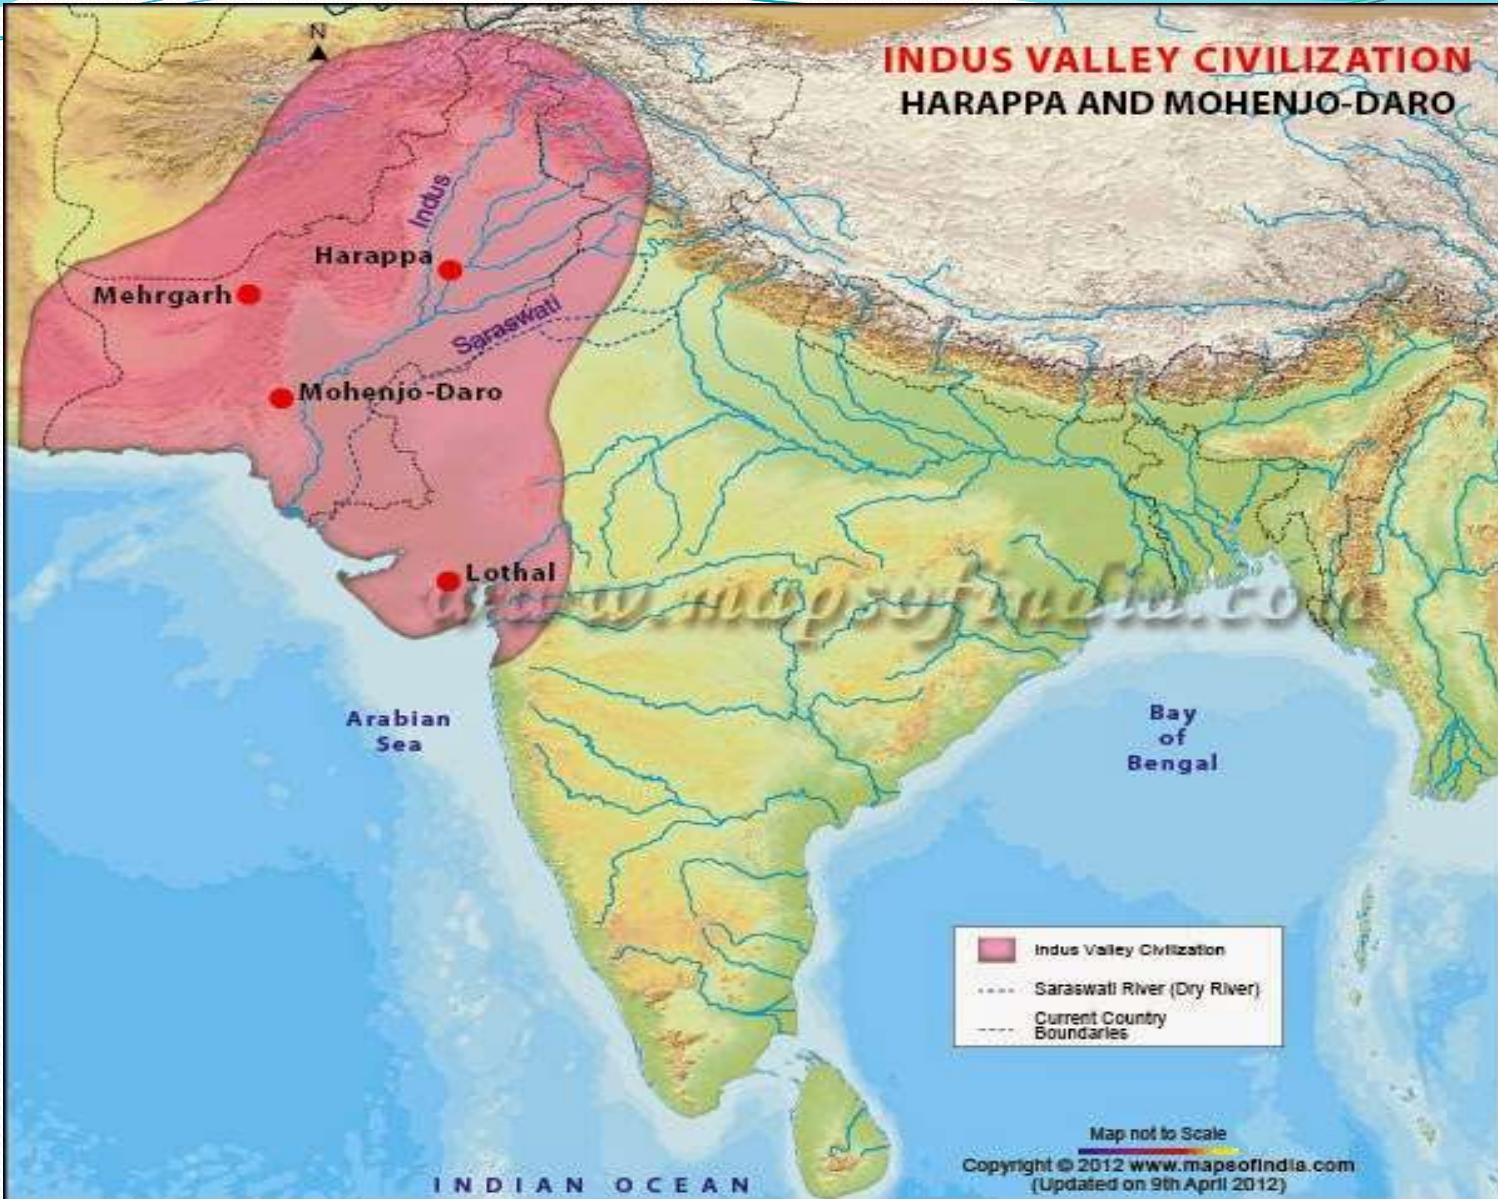 N
INDUS VALLEY CIVILIZATION
HARAPPA AND MOHENJO-DARO
Indus
Harappa
Mehrgarh
Saraswati
Mohenjo-Daro
Lothal
www.mapsofindia.com
Arabian
Sea
Bay
of
Bengal
Indus Valley Civilization
Saraswati River (Dry River)
Current Country
Boundaries
Map not to Scale
Copyright © 2012 www.mapsofindia.com
(Updated on 9th April 2012)
INDIAN OCEAN